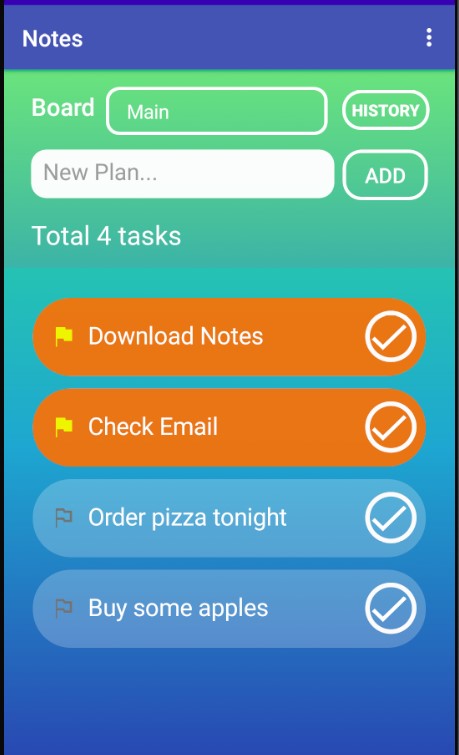 Notes
Board Main HISTORY
New Plan... ADD
Total 4 tasks
Download Notes
Check Email
Order pizza tonight
Buy some apples